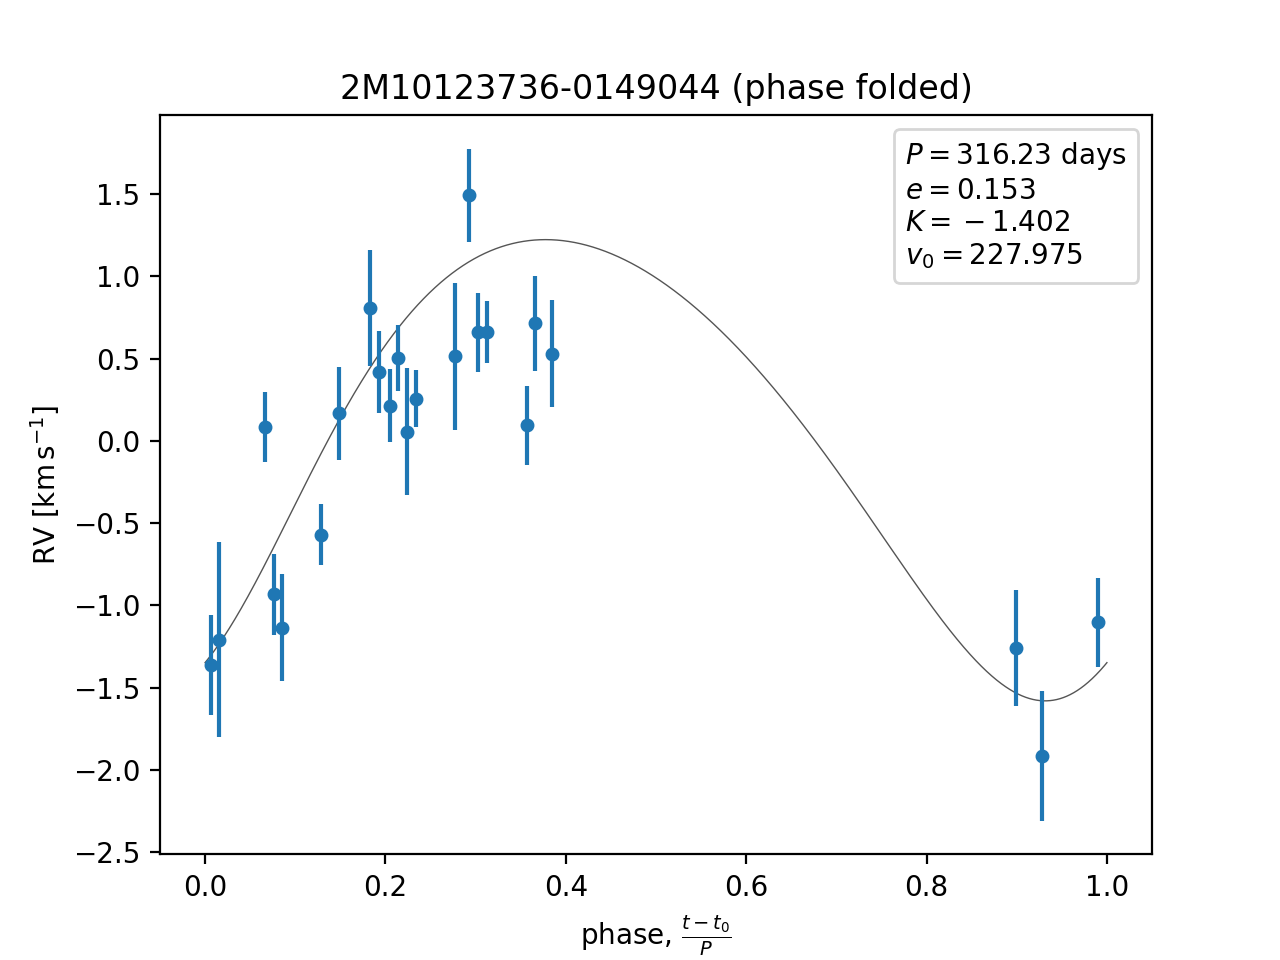 2M10123736-0149044 (phase folded)
P = 316.23 days
e = 0.153
K = −1.402
v₀ = 227.975
RV [km s⁻¹]
1.5
1.0
0.5
0.0
−0.5
−1.0
−1.5
−2.0
−2.5
0.0 0.2 0.4 0.6 0.8 1.0
phase, (t − t₀)/P